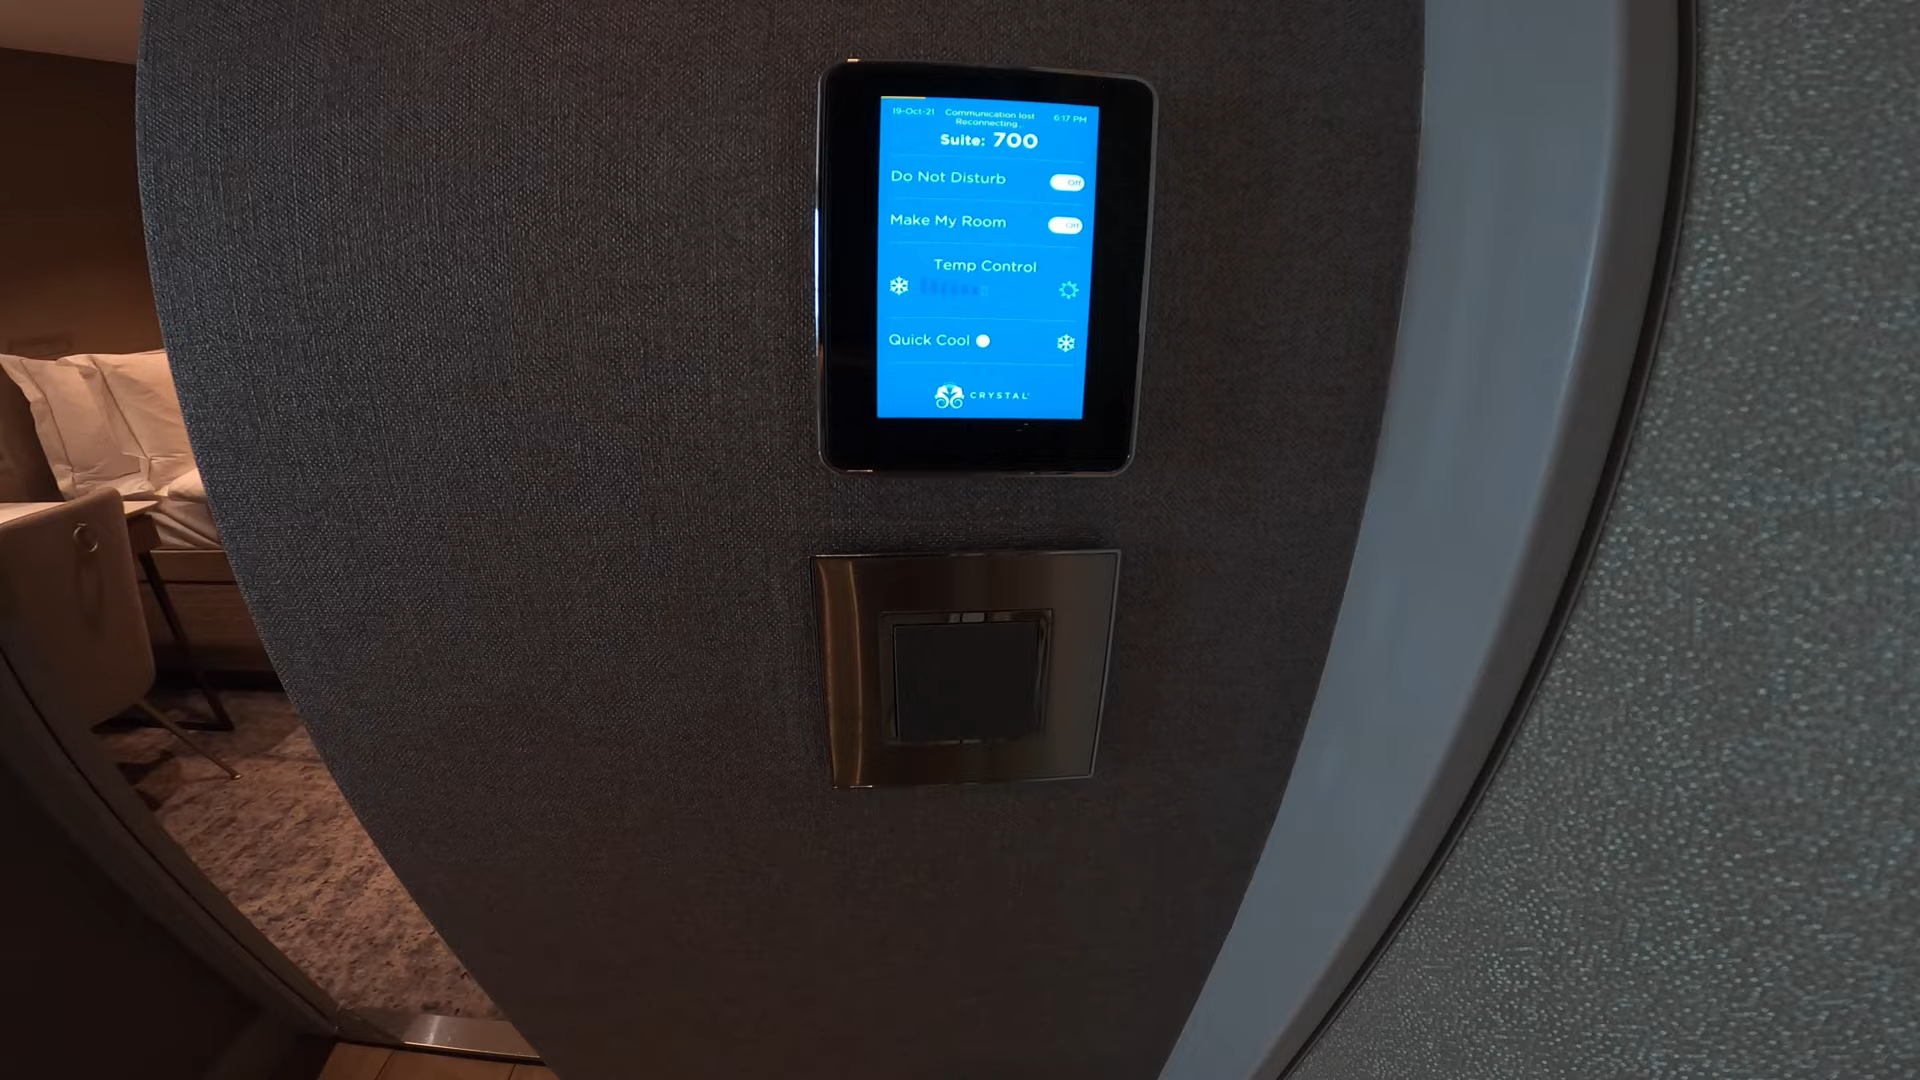 19-Oct-21 Communication lost 6:17 PM
Reconnecting..
Suite: 700
Do Not Disturb Off
Make My Room Off
Temp Control
Quick Cool
CRYSTAL